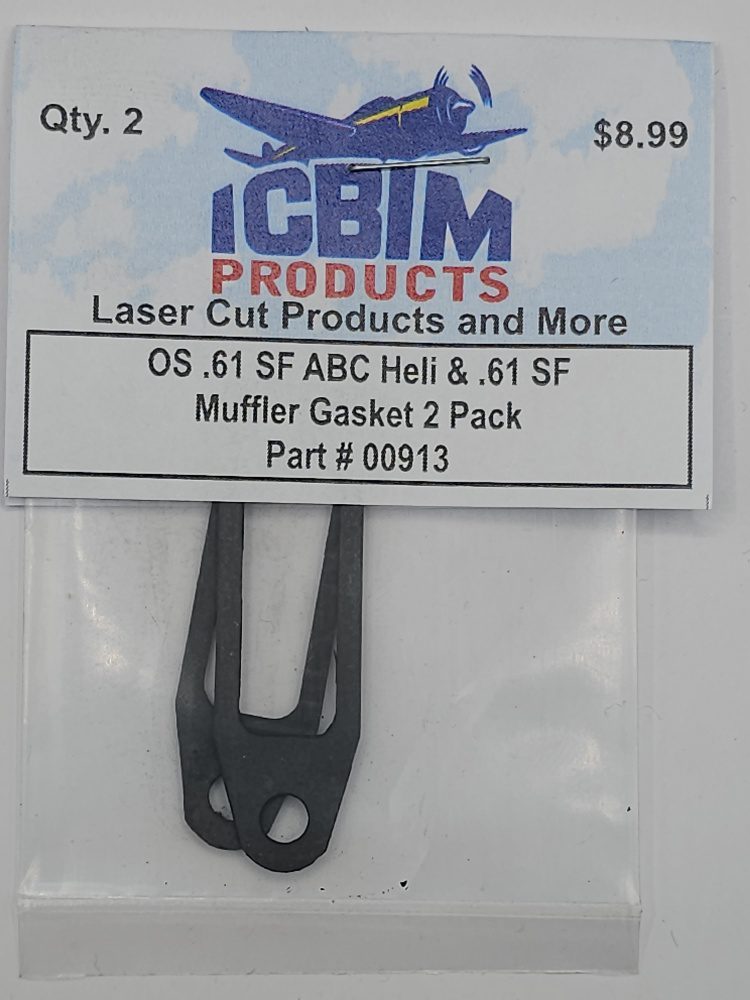 Qty. 2
$8.99
ICBIM
PRODUCTS
Laser Cut Products and More
OS .61 SF ABC Heli & .61 SF
Muffler Gasket 2 Pack
Part # 00913